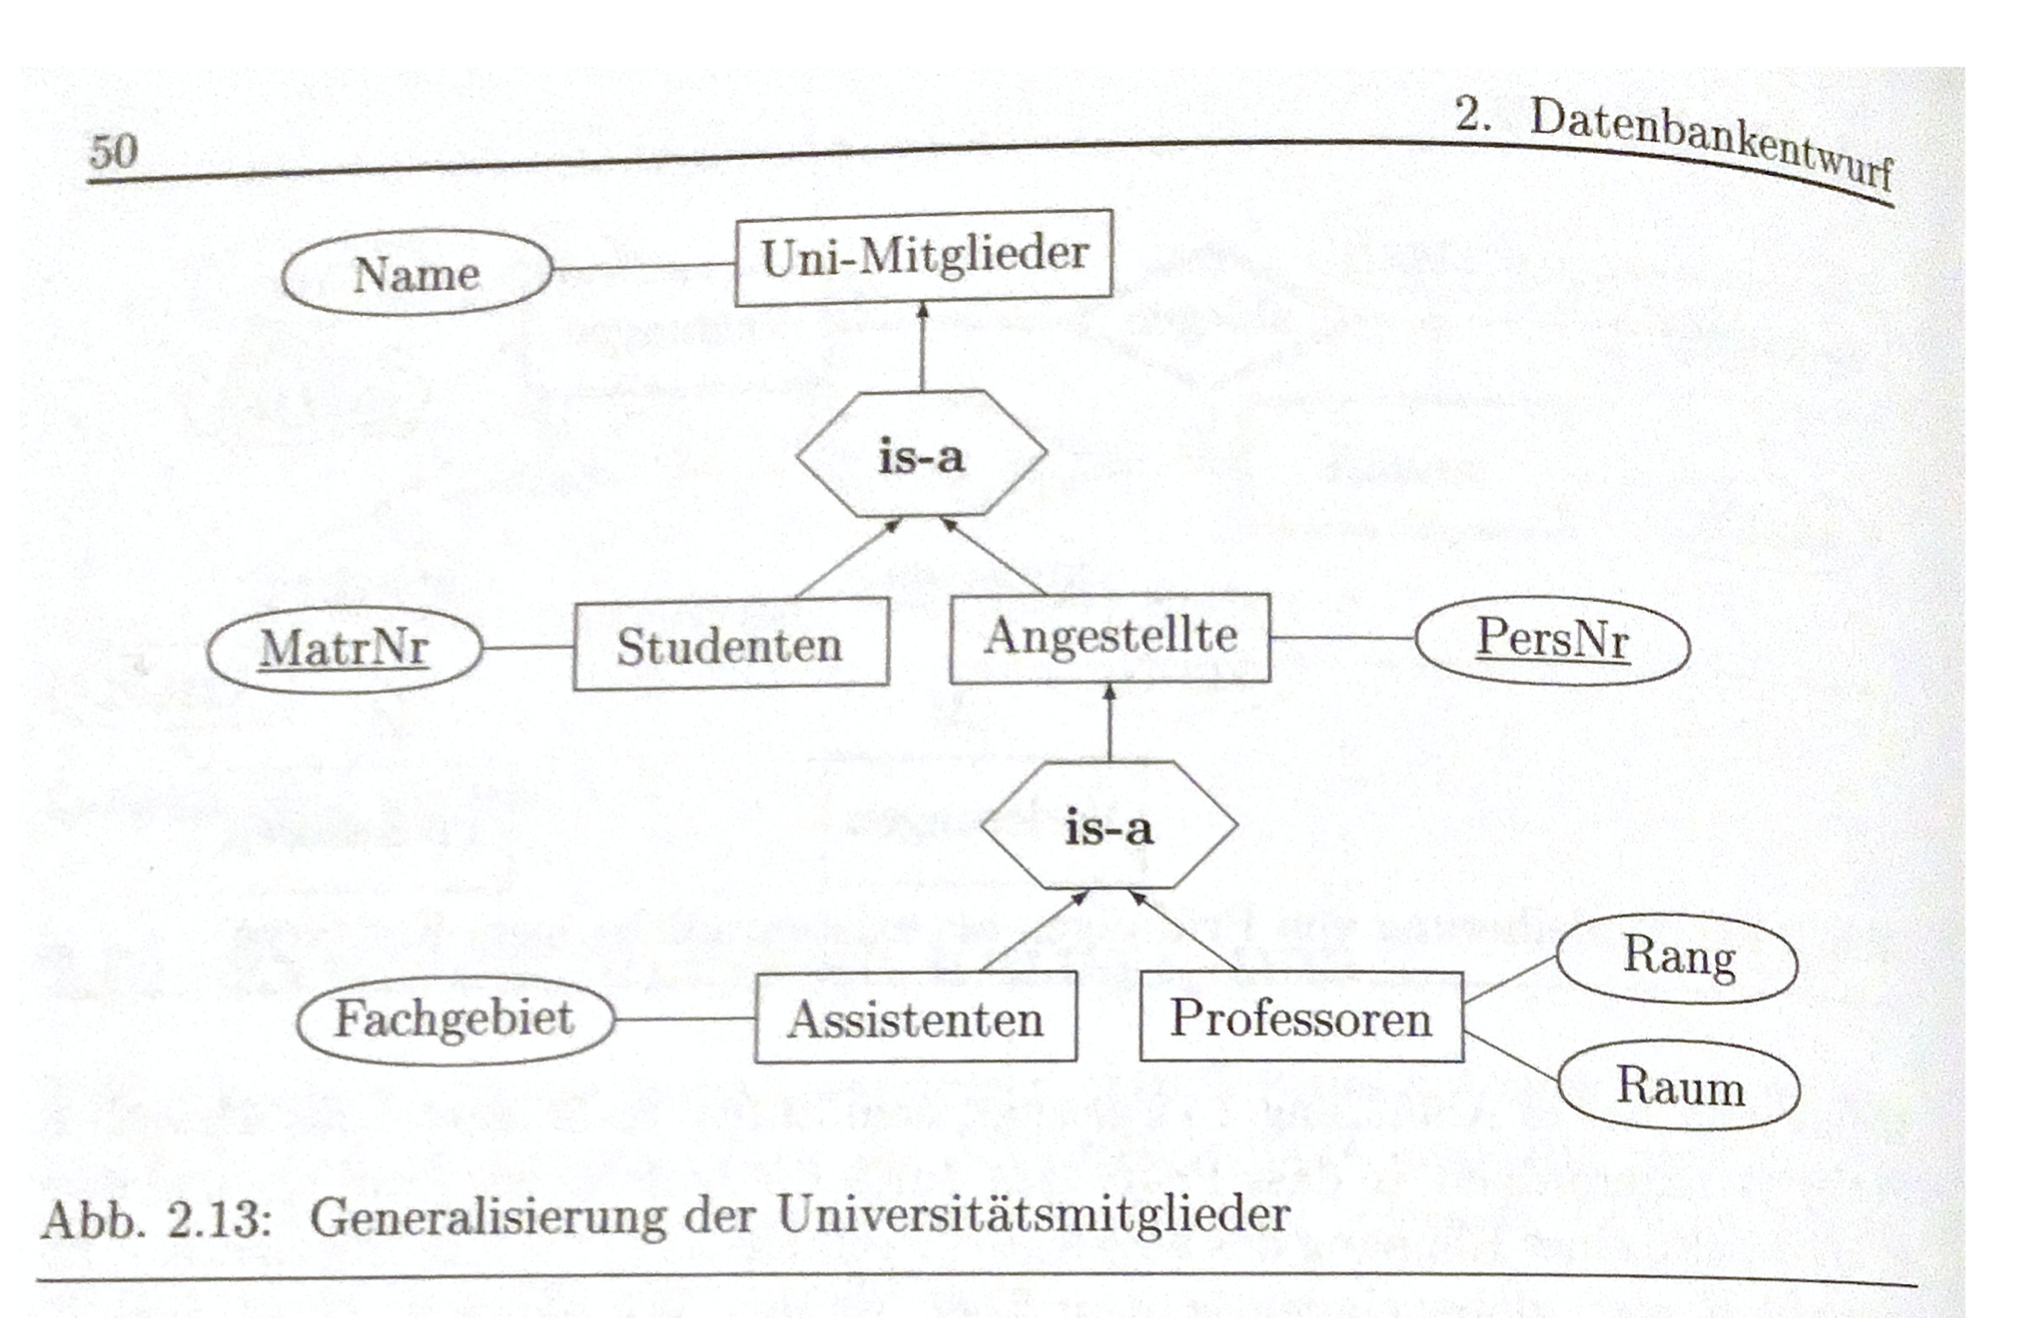 50
2. Datenbankentwurf
Name
Uni-Mitglieder
is-a
MatrNr
Studenten
Angestellte
PersNr
is-a
Fachgebiet
Assistenten
Professoren
Rang
Raum
Abb. 2.13: Generalisierung der Universitätsmitglieder